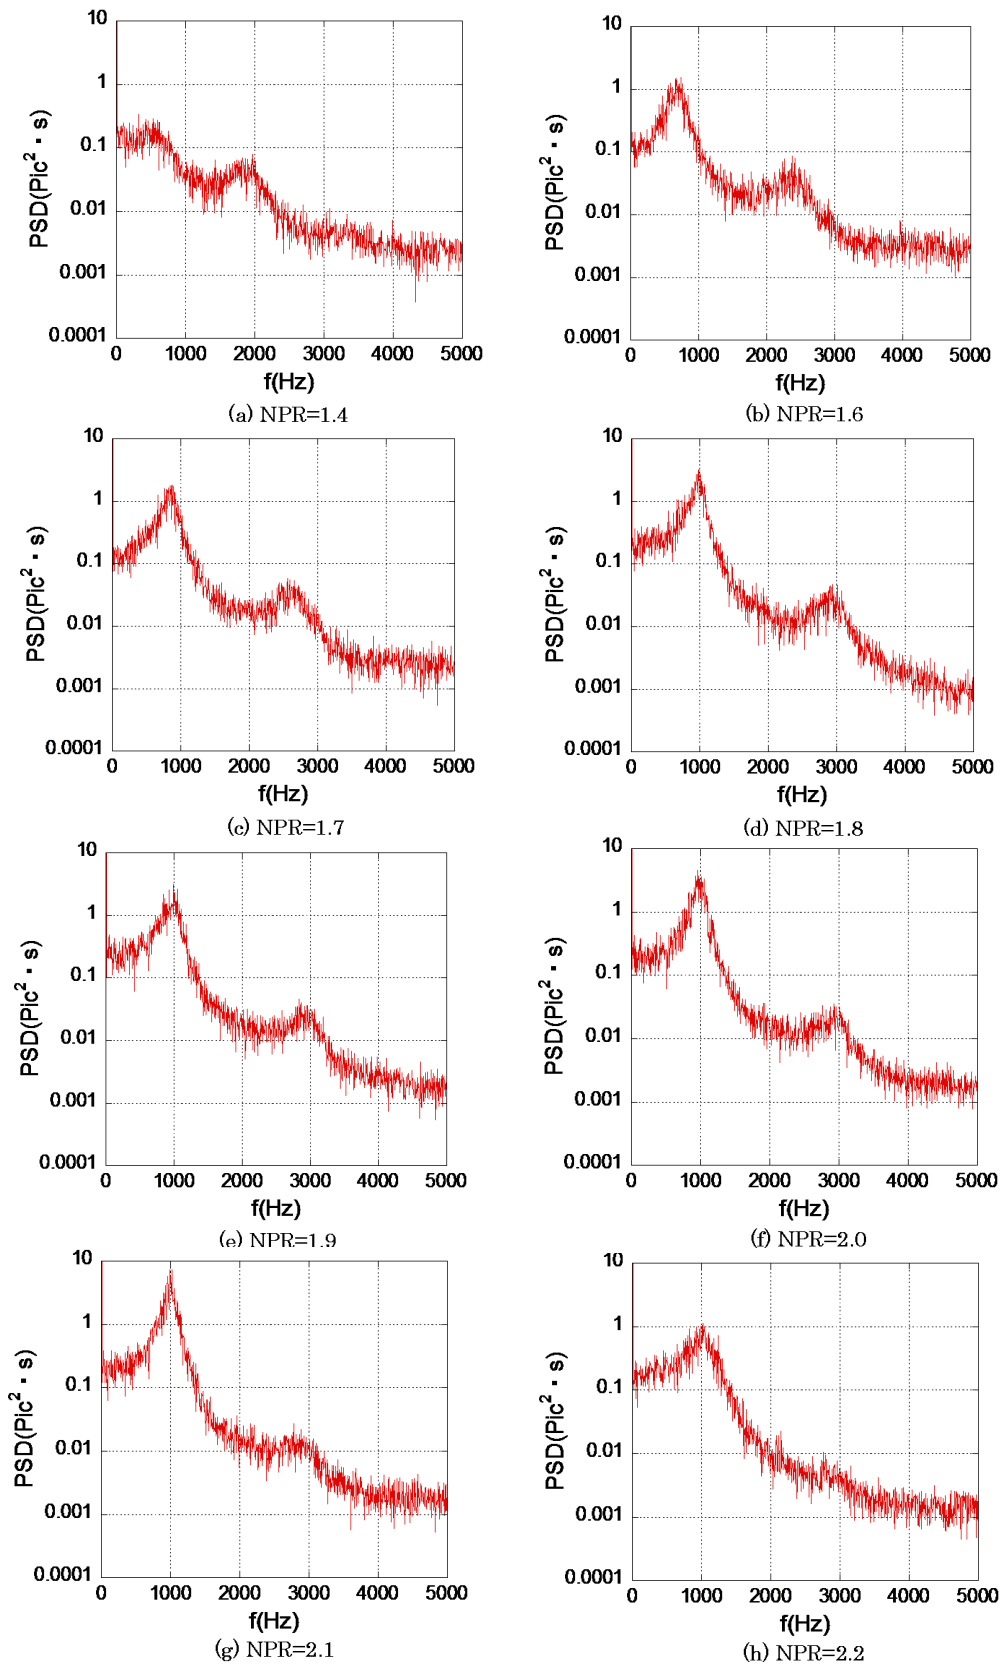 10
1
0.1
0.01
0.001
0.0001
PSD(Pic² · s)
0 1000 2000 3000 4000 5000
f(Hz)
(a) NPR=1.4
10
1
0.1
0.01
0.001
0.0001
PSD(Pic² · s)
0 1000 2000 3000 4000 5000
f(Hz)
(b) NPR=1.6
10
1
0.1
0.01
0.001
0.0001
PSD(Pic² · s)
0 1000 2000 3000 4000 5000
f(Hz)
(c) NPR=1.7
10
1
0.1
0.01
0.001
0.0001
PSD(Pic² · s)
0 1000 2000 3000 4000 5000
f(Hz)
(d) NPR=1.8
10
1
0.1
0.01
0.001
0.0001
PSD(Pic² · s)
0 1000 2000 3000 4000 5000
f(Hz)
(e) NPR=1.9
10
1
0.1
0.01
0.001
0.0001
PSD(Pic² · s)
0 1000 2000 3000 4000 5000
f(Hz)
(f) NPR=2.0
10
1
0.1
0.01
0.001
0.0001
PSD(Pic² · s)
0 1000 2000 3000 4000 5000
f(Hz)
(g) NPR=2.1
10
1
0.1
0.01
0.001
0.0001
PSD(Pic² · s)
0 1000 2000 3000 4000 5000
f(Hz)
(h) NPR=2.2